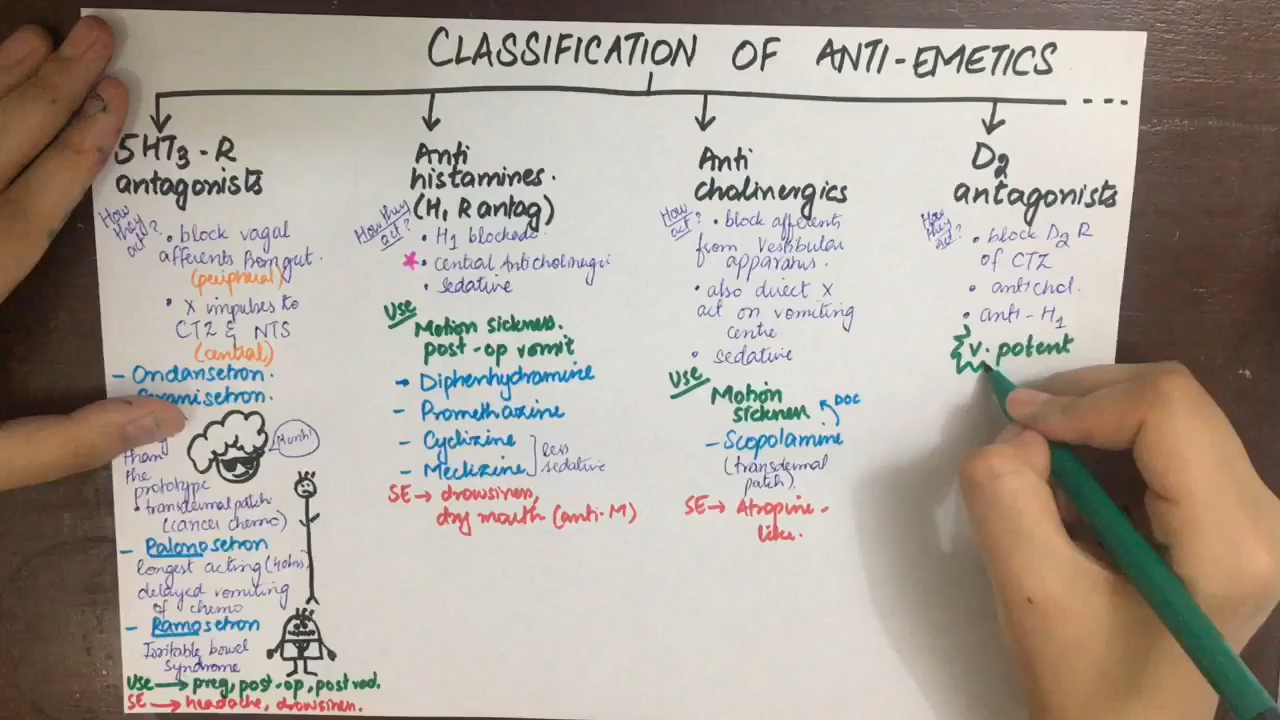 CLASSIFICATION OF ANTI-EMETICS
5HT3-R
antagonists
How they act?
• block vagal
afferents from gut.
(peripheral)
• X impulses to
CTZ & NTS
(central)
- Ondansetron.
Granisetron.
than
the
prototype
• transdermal patch
(cancer chemo)
Munh!
- Palonosetron
longest acting (40hrs)
delayed vomiting
of chemo
- Ramosetron
Irritable bowel
syndrome
Use → preg, post-op, post rad.
SE → headache, drowsiness.
Anti
histamines.
(H1 R antag)
How they act?
• H1 blockade.
* • central Anticholinergic
• sedative
Use
Motion sickness.
post-op vomit
- Diphenhydramine
- Promethazine
- Cyclizine
- Meclizine
less
sedative
SE → drowsiness,
dry mouth (anti-M)
Anti
cholinergics
How act?
• block afferents
from vestibular
apparatus.
• also direct X
act on vomiting
centre
• sedative
Use
Motion
sickness
DOC
- Scopolamine
(transdermal
patch).
SE → Atropine-
like.
D2
antagonists
How they act?
• block D2 R
of CTZ
• antichol.
• anti-H1
v. potent